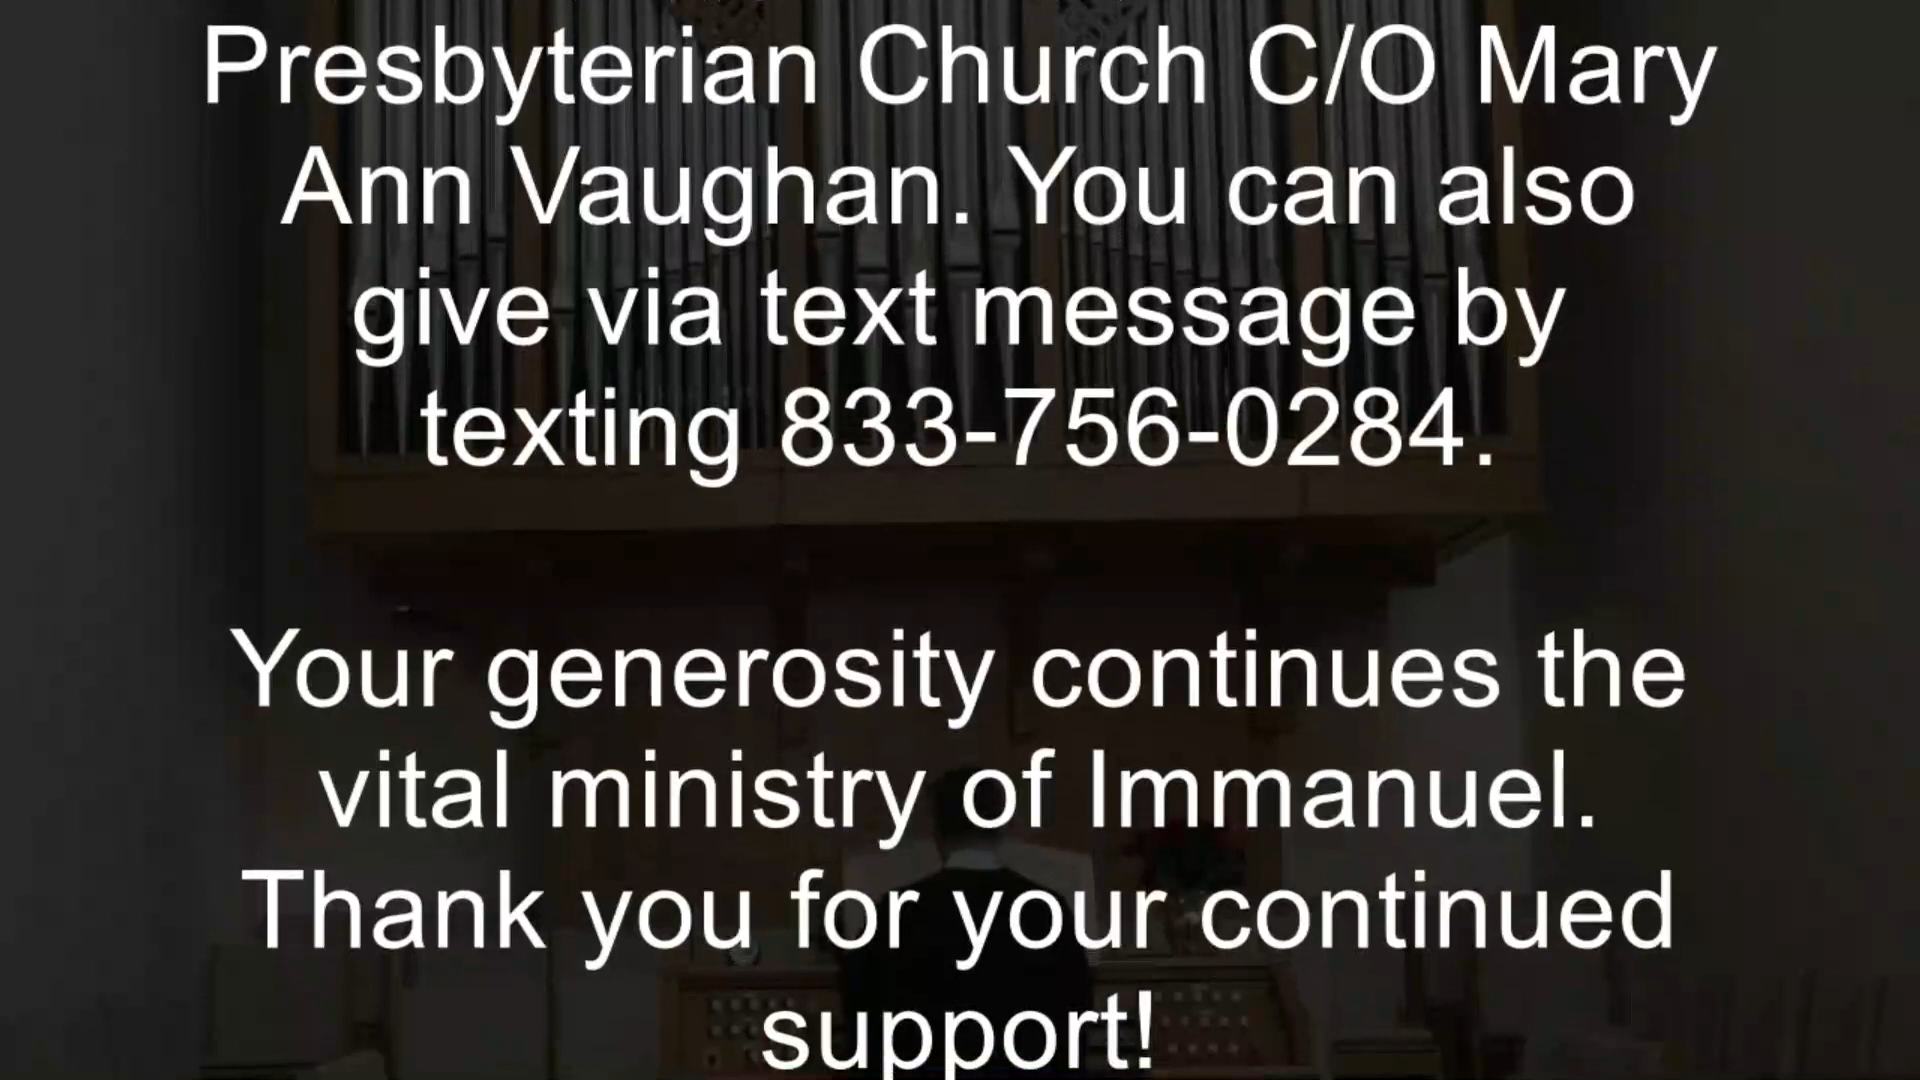 Presbyterian Church C/O Mary
Ann Vaughan. You can also
give via text message by
texting 833-756-0284.
Your generosity continues the
vital ministry of Immanuel.
Thank you for your continued
support!